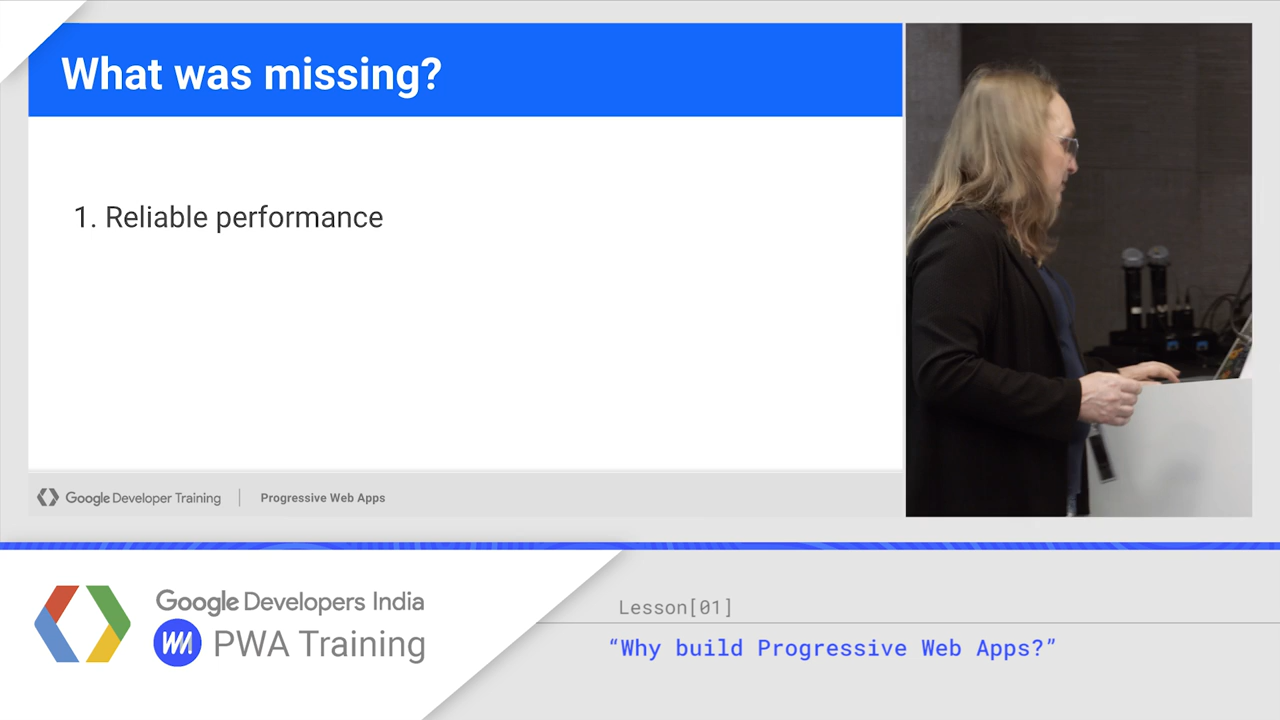 What was missing?
1. Reliable performance
Google Developer Training | Progressive Web Apps
Google Developers India
PWA Training
Lesson[01]
“Why build Progressive Web Apps?”